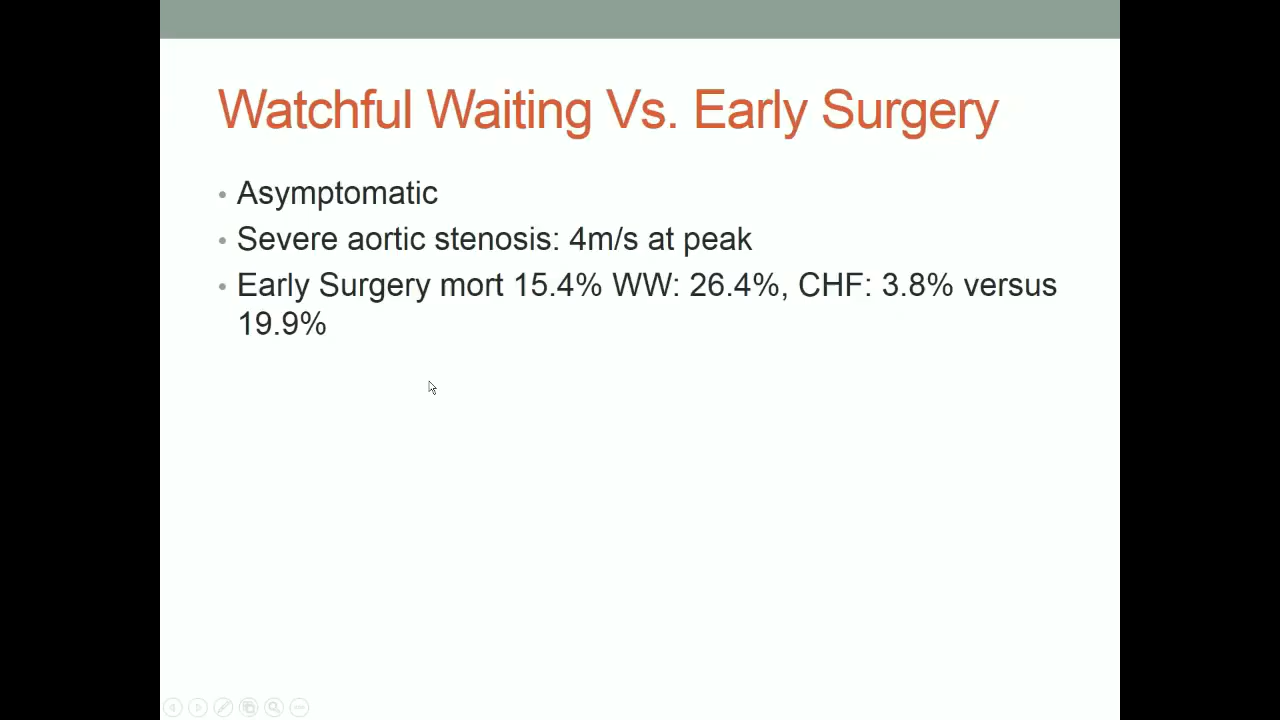 Watchful Waiting Vs. Early Surgery
• Asymptomatic
• Severe aortic stenosis: 4m/s at peak
• Early Surgery mort 15.4% WW: 26.4%, CHF: 3.8% versus
19.9%